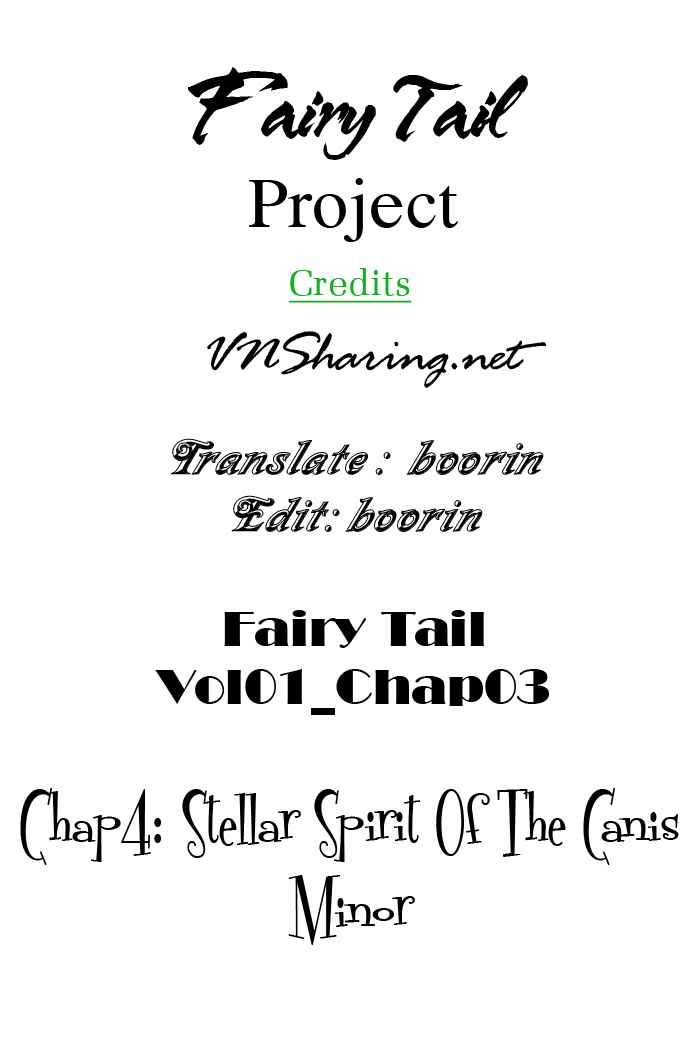 Fairy Tail
Project
Credits
VNSharing.net
Translate : boorin
Edit: boorin
Fairy Tail
Vol01_Chap03
Chap4: Stellar Spirit Of The Canis
Minor